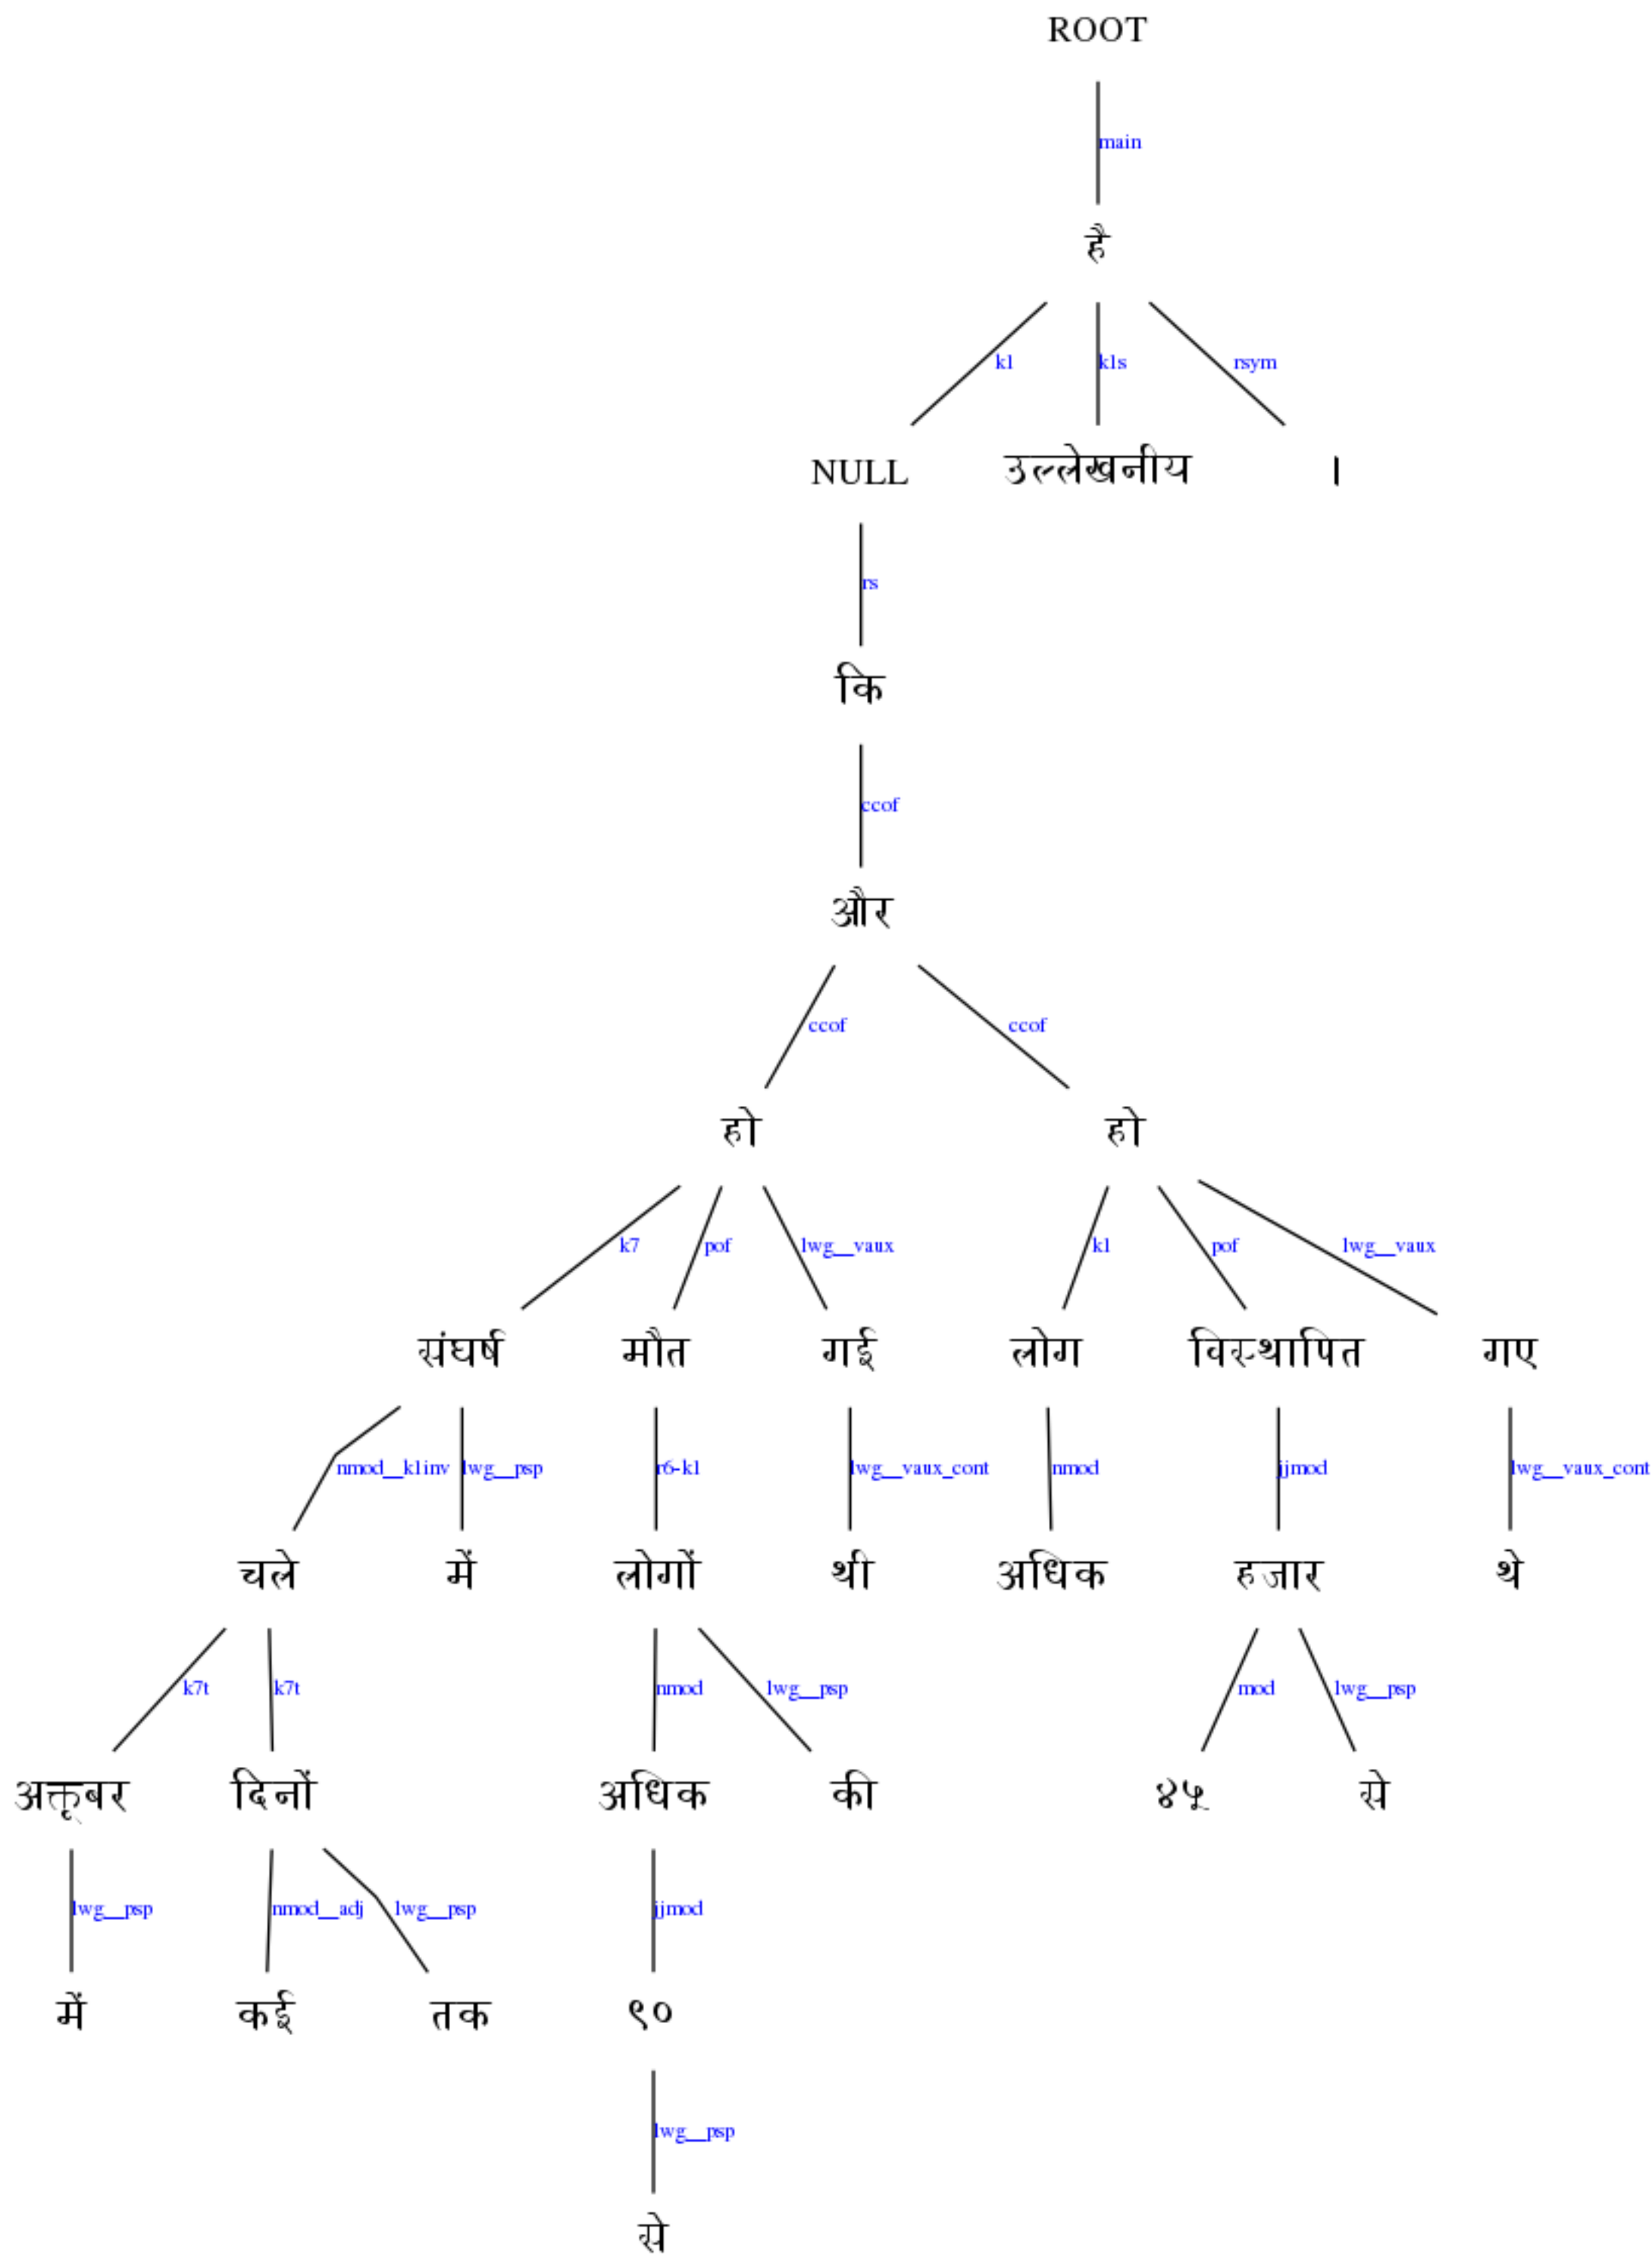 ROOT
main
है
k1 k1s rsym
NULL उल्लेखनीय ।
rs
कि
ccof
और
ccof ccof
हो हो
k7 pof lwg__vaux k1 pof lwg__vaux
संघर्ष मौत गई लोग विस्थापित गए
nmod__k1inv lwg__psp r6-k1 lwg__vaux_cont nmod jjmod lwg__vaux_cont
चले में लोगों थी अधिक हजार थे
k7t k7t nmod lwg__psp mod lwg__psp
अक्तूबर दिनों अधिक की ४५ से
lwg__psp nmod__adj lwg__psp jjmod
में कई तक ९०
lwg__psp
से